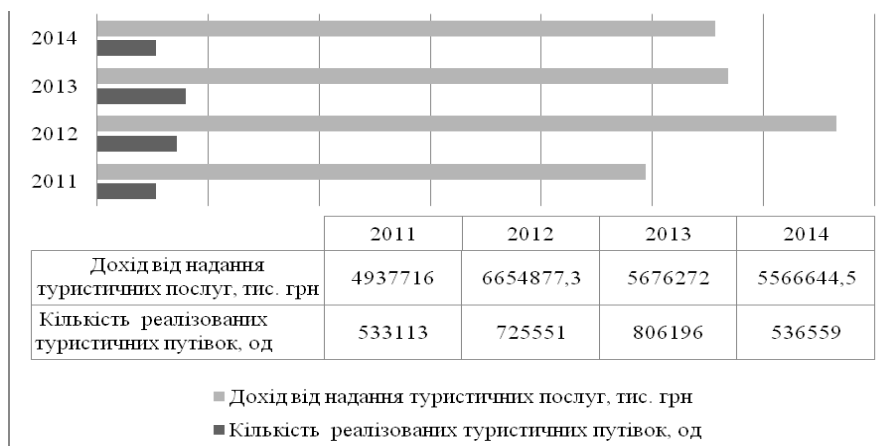 2014
2013
2012
2011
2011 2012 2013 2014
Дохід від надання
туристичних послуг, тис. грн
4937716 6654877,3 5676272 5566644,5
Кількість реалізованих
туристичних путівок, од
533113 725551 806196 536559
Дохід від надання туристичних послуг, тис. грн
Кількість реалізованих туристичних путівок, од